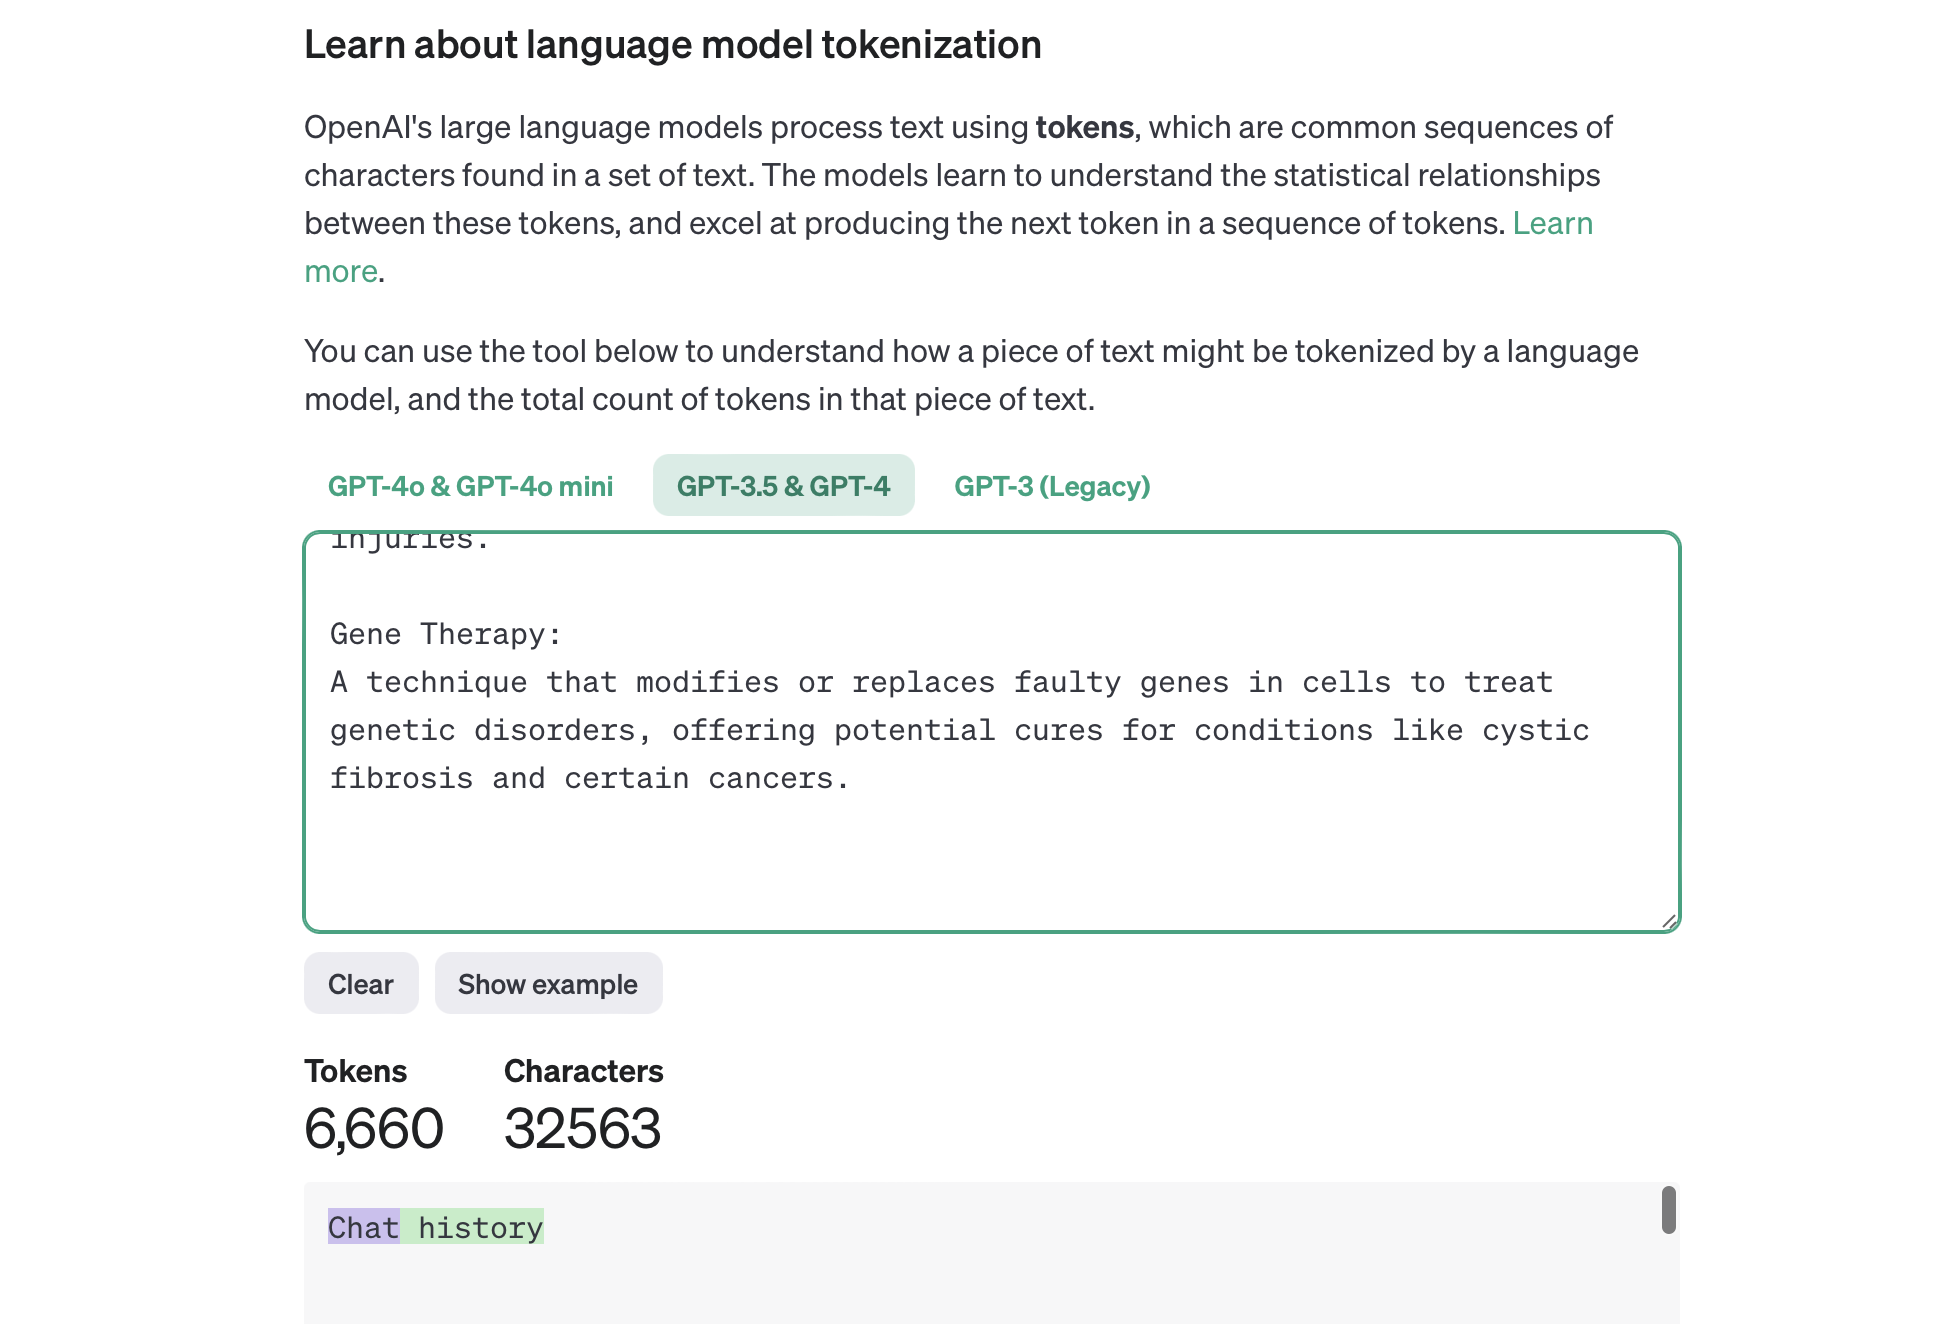 Learn about language model tokenization
OpenAI's large language models process text using tokens, which are common sequences of
characters found in a set of text. The models learn to understand the statistical relationships
between these tokens, and excel at producing the next token in a sequence of tokens. Learn
more.
You can use the tool below to understand how a piece of text might be tokenized by a language
model, and the total count of tokens in that piece of text.
GPT-4o & GPT-4o mini GPT-3.5 & GPT-4 GPT-3 (Legacy)
injuries.
Gene Therapy:
A technique that modifies or replaces faulty genes in cells to treat
genetic disorders, offering potential cures for conditions like cystic
fibrosis and certain cancers.
Clear Show example
Tokens Characters
6,660 32563
Chat history